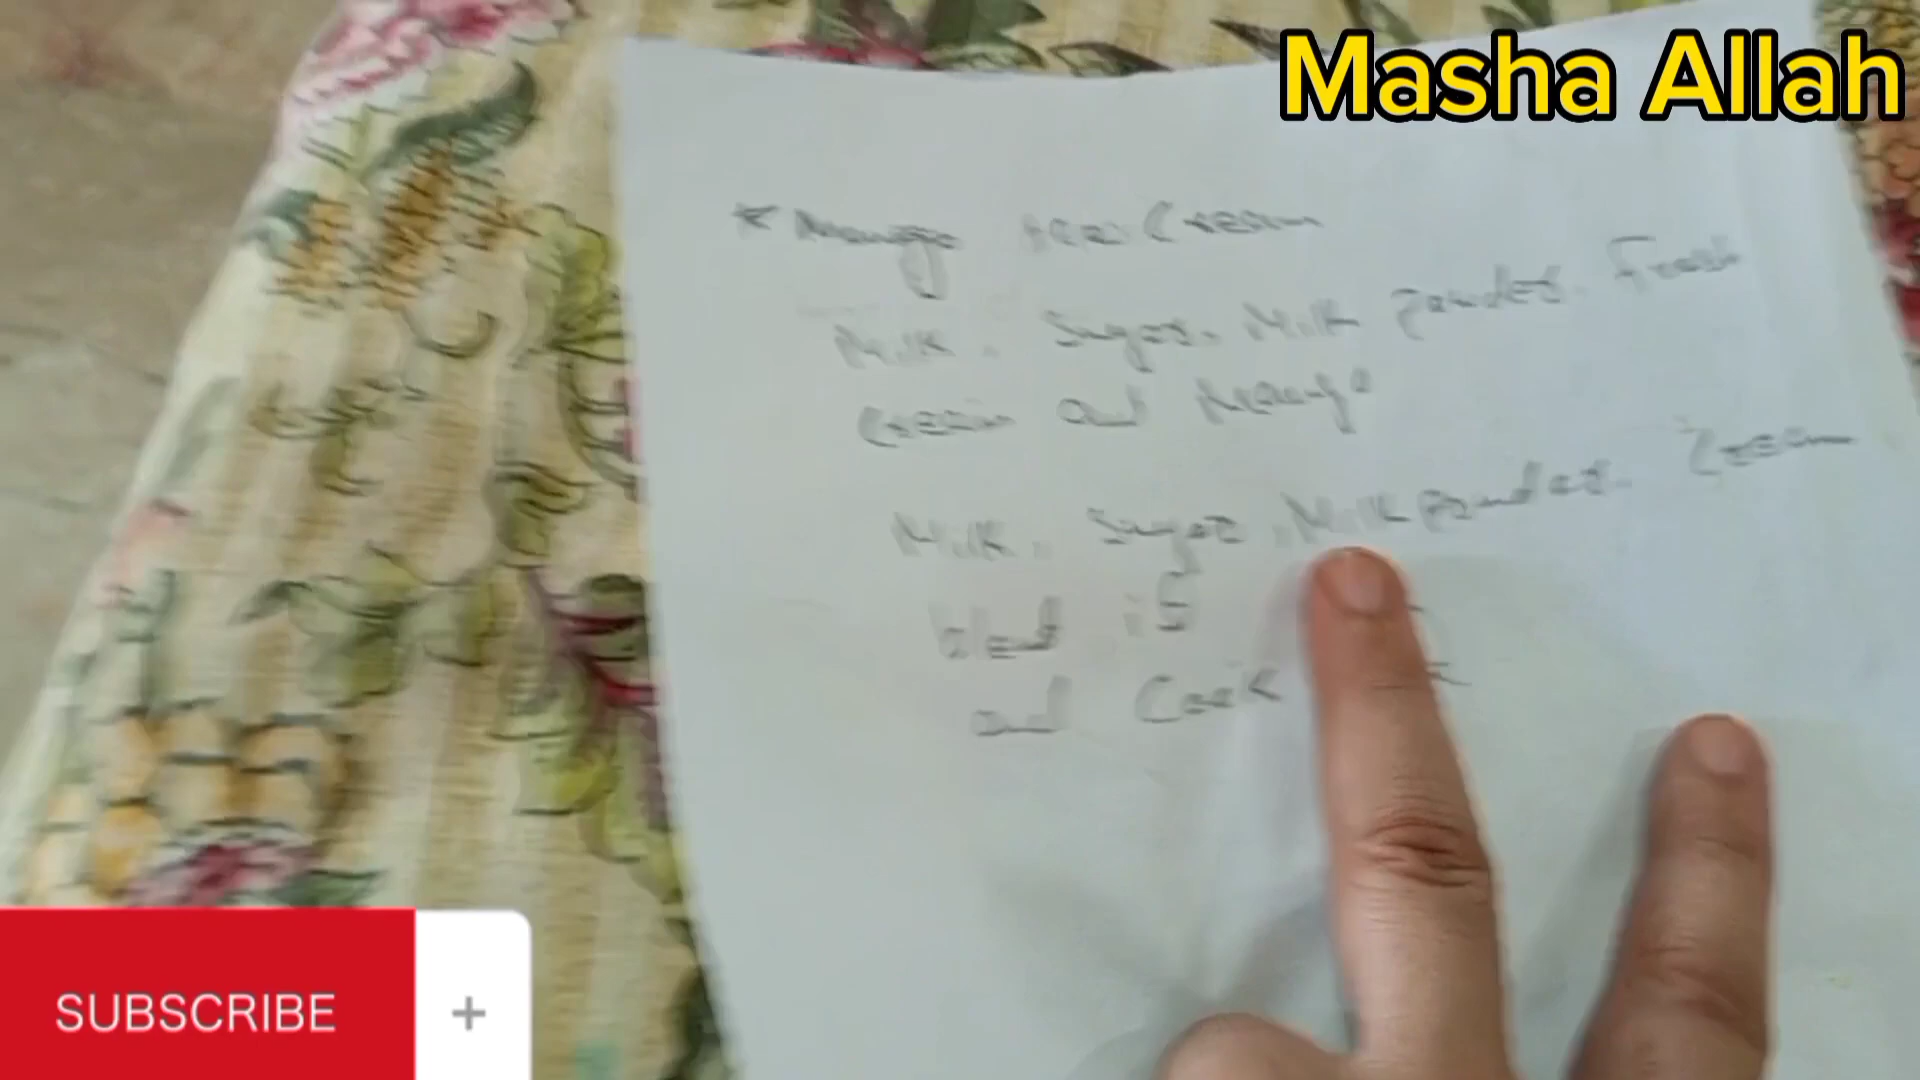 Masha Allah
* Mango Ice Cream
Milk. Sugar. Milk powder. Fresh
Cream and Mango
Milk. Sugar. Milk powder. Cream
blend
and Cook
SUBSCRIBE +